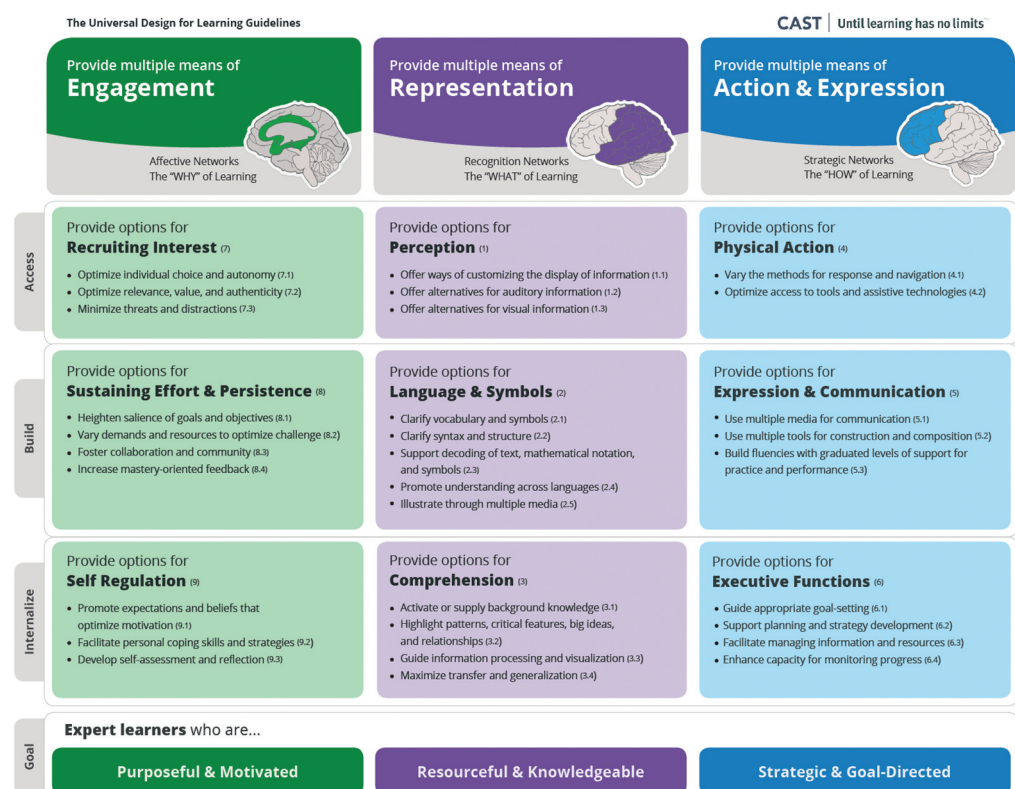 The Universal Design for Learning Guidelines
CAST | Until learning has no limits™
Provide multiple means of
Engagement
Affective Networks
The "WHY" of Learning
Provide multiple means of
Representation
Recognition Networks
The "WHAT" of Learning
Provide multiple means of
Action & Expression
Strategic Networks
The "HOW" of Learning
Access
Provide options for
Recruiting Interest (7)
• Optimize individual choice and autonomy (7.1)
• Optimize relevance, value, and authenticity (7.2)
• Minimize threats and distractions (7.3)
Provide options for
Perception (1)
• Offer ways of customizing the display of information (1.1)
• Offer alternatives for auditory information (1.2)
• Offer alternatives for visual information (1.3)
Provide options for
Physical Action (4)
• Vary the methods for response and navigation (4.1)
• Optimize access to tools and assistive technologies (4.2)
Build
Provide options for
Sustaining Effort & Persistence (8)
• Heighten salience of goals and objectives (8.1)
• Vary demands and resources to optimize challenge (8.2)
• Foster collaboration and community (8.3)
• Increase mastery-oriented feedback (8.4)
Provide options for
Language & Symbols (2)
• Clarify vocabulary and symbols (2.1)
• Clarify syntax and structure (2.2)
• Support decoding of text, mathematical notation,
and symbols (2.3)
• Promote understanding across languages (2.4)
• Illustrate through multiple media (2.5)
Provide options for
Expression & Communication (5)
• Use multiple media for communication (5.1)
• Use multiple tools for construction and composition (5.2)
• Build fluencies with graduated levels of support for
practice and performance (5.3)
Internalize
Provide options for
Self Regulation (9)
• Promote expectations and beliefs that
optimize motivation (9.1)
• Facilitate personal coping skills and strategies (9.2)
• Develop self-assessment and reflection (9.3)
Provide options for
Comprehension (3)
• Activate or supply background knowledge (3.1)
• Highlight patterns, critical features, big ideas,
and relationships (3.2)
• Guide information processing and visualization (3.3)
• Maximize transfer and generalization (3.4)
Provide options for
Executive Functions (6)
• Guide appropriate goal-setting (6.1)
• Support planning and strategy development (6.2)
• Facilitate managing information and resources (6.3)
• Enhance capacity for monitoring progress (6.4)
Goal
Expert learners who are...
Purposeful & Motivated
Resourceful & Knowledgeable
Strategic & Goal-Directed